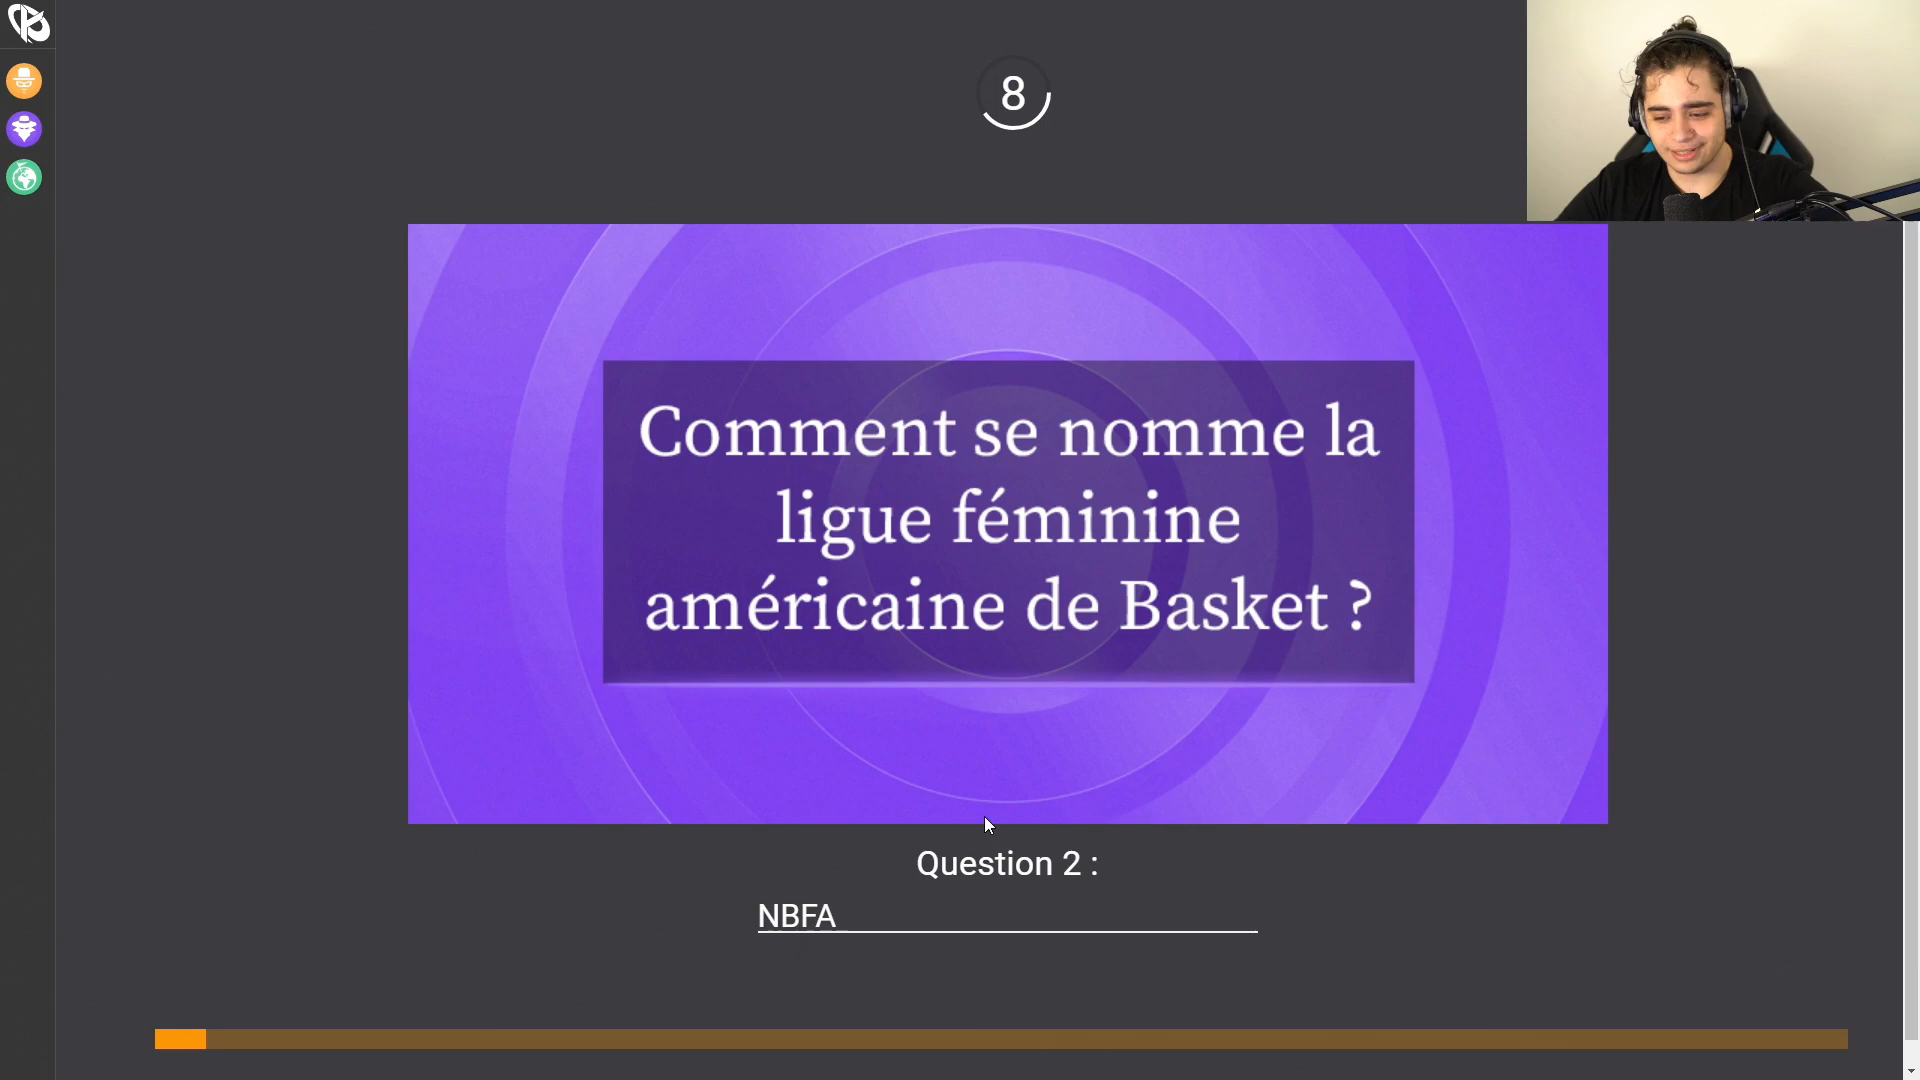 8
Comment se nomme la
ligue féminine
américaine de Basket ?
Question 2 :
NBFA